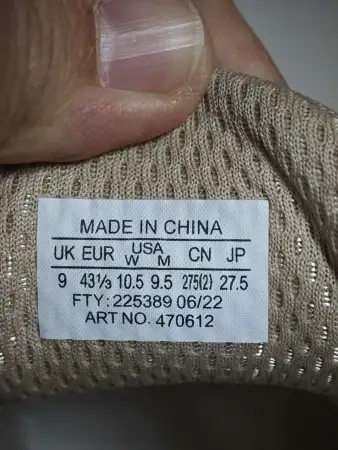 MADE IN CHINA
UK EUR USA W M CN JP
9 43⅓ 10.5 9.5 275(2) 27.5
FTY: 225389 06/22
ART NO. 470612